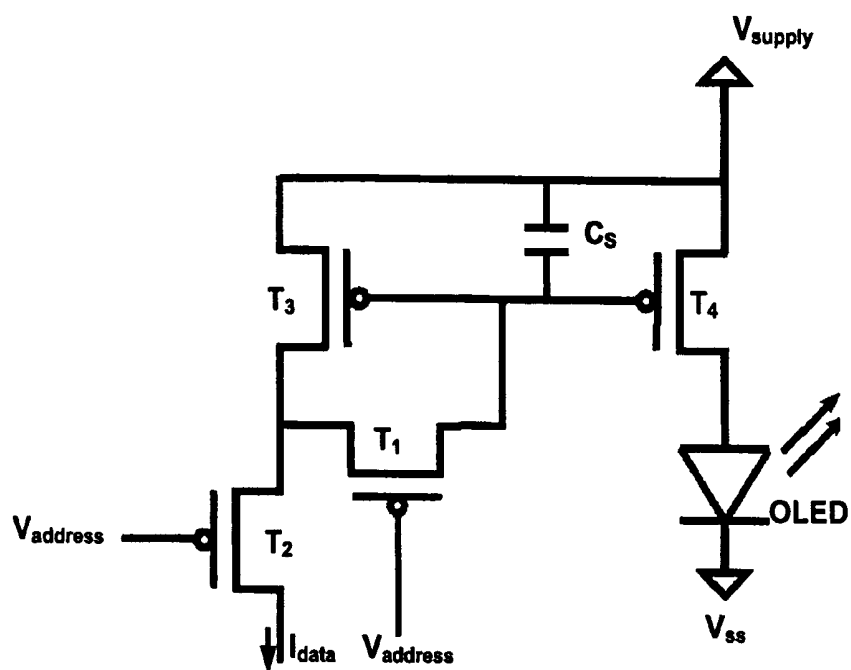 Vsupply
Cs
T3
T4
T1
OLED
Vaddress
T2
Vss
Idata
Vaddress